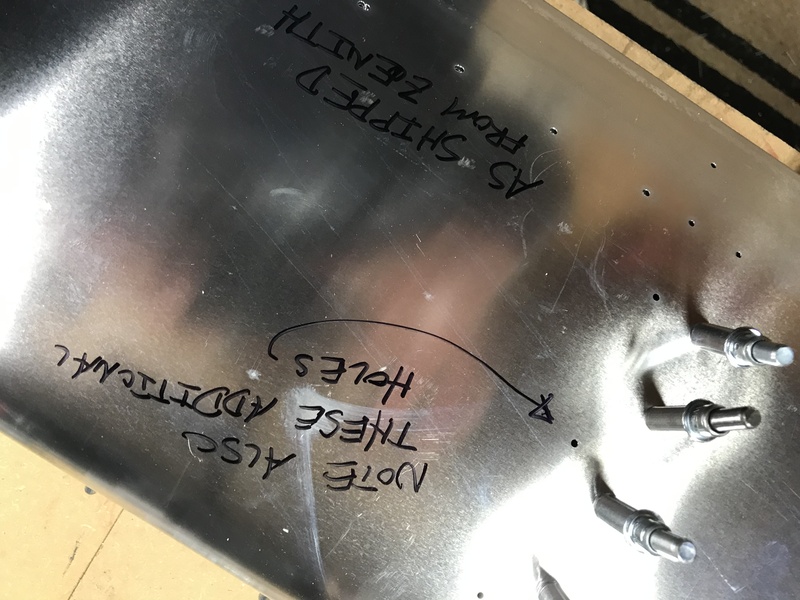 AS SHIPPED
FROM ZENITH
NOTE ALSO
THESE ADDITIONAL
HOLES